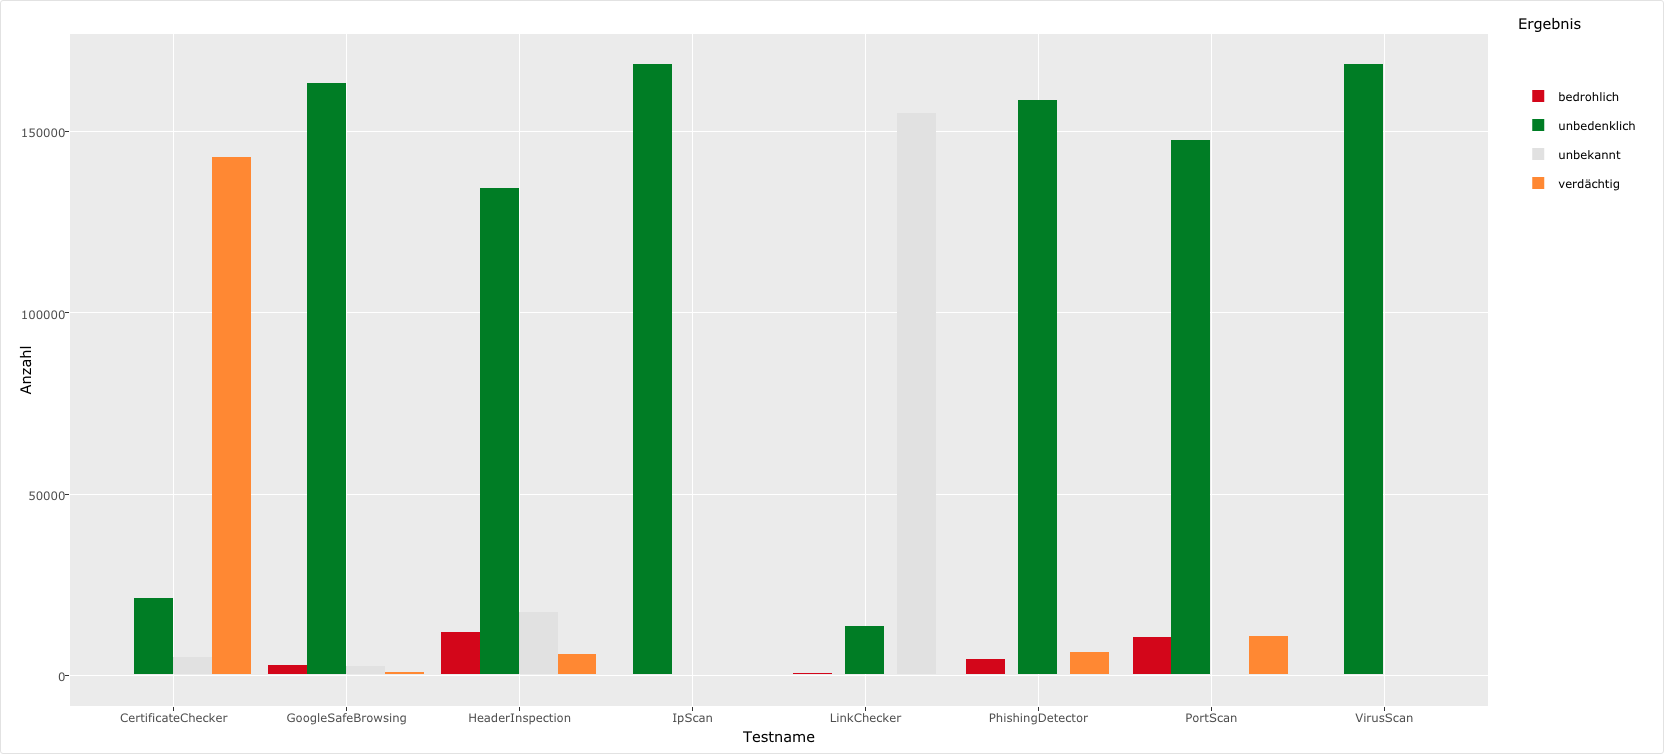 Ergebnis
bedrohlich
unbedenklich
unbekannt
verdächtig
Anzahl
150000
100000
50000
0
CertificateChecker GoogleSafeBrowsing HeaderInspection IpScan LinkChecker PhishingDetector PortScan VirusScan
Testname